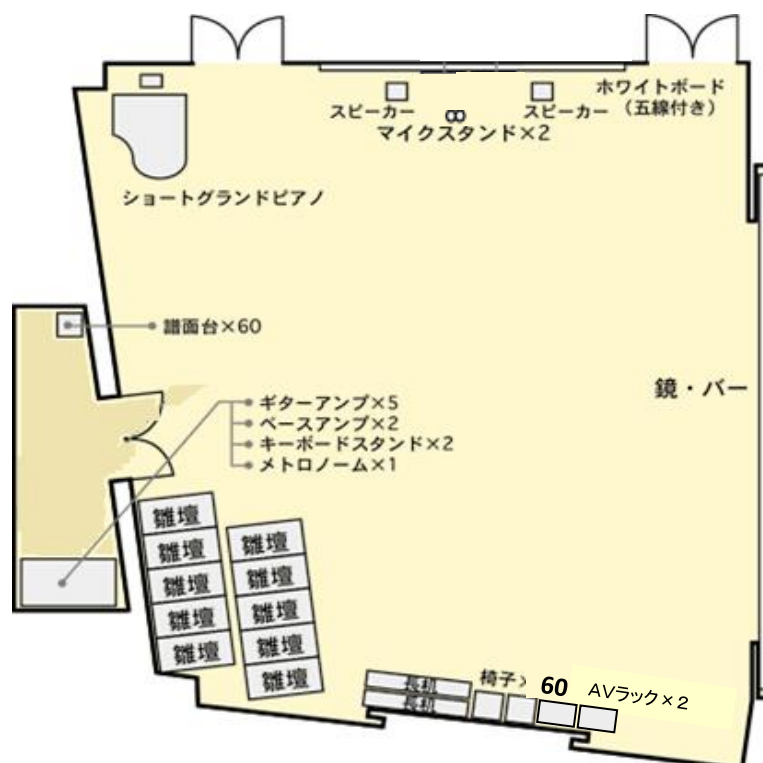 ホワイトボード
（五線付き）
スピーカー
スピーカー
マイクスタンド×2
ショートグランドピアノ
譜面台×60
鏡・バー
ギターアンプ×5
ベースアンプ×2
キーボードスタンド×2
メトロノーム×1
雛壇
雛壇
雛壇
雛壇
雛壇
雛壇
雛壇
雛壇
雛壇
雛壇
長机
長机
椅子× 60
AVラック×2